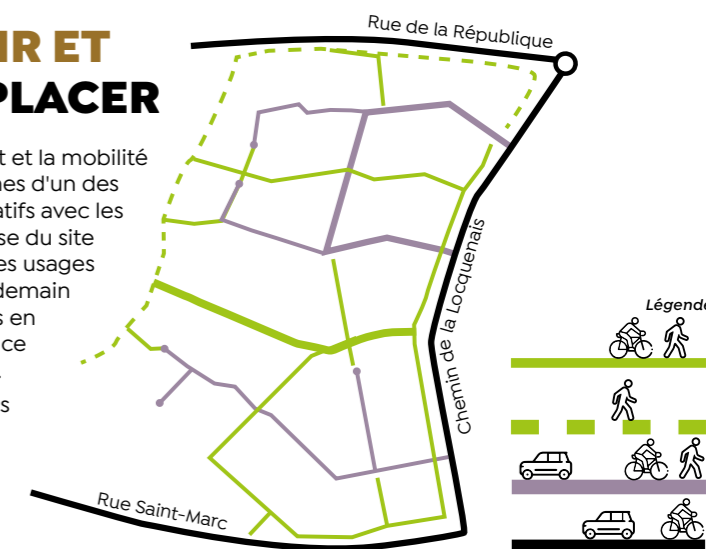 IR ET
PLACER
t et la mobilité
nes d'un des
atifs avec les
se du site
es usages
demain
s en
ce
s
Rue de la République
Chemin de la Locquenais
Rue Saint-Marc
Légende